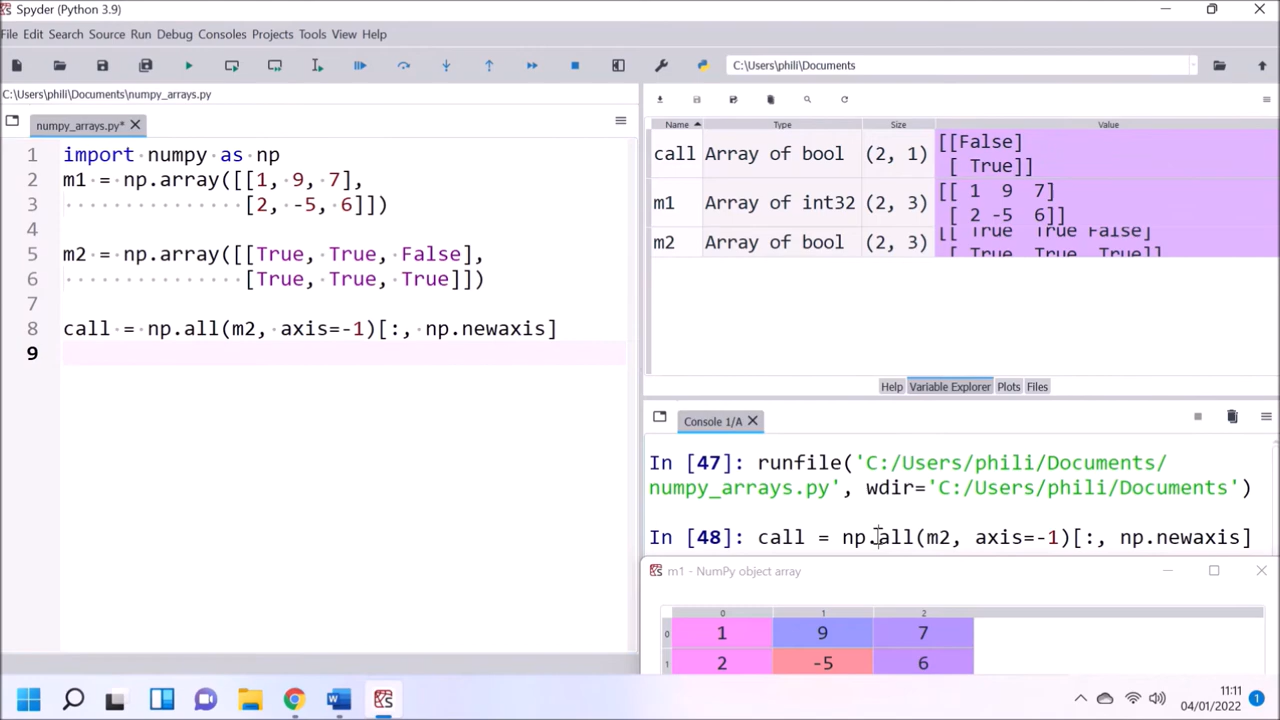 Spyder (Python 3.9)
File Edit Search Source Run Debug Consoles Projects Tools View Help
C:\Users\phili\Documents
C:\Users\phili\Documents\numpy_arrays.py
numpy_arrays.py*
1 import numpy as np
2 m1 = np.array([[1, 9, 7],
3 [2, -5, 6]])
4
5 m2 = np.array([[True, True, False],
6 [True, True, True]])
7
8 call = np.all(m2, axis=-1)[:, np.newaxis]
9
Name Type Size Value
call Array of bool (2, 1) [[False]
[ True]]
m1 Array of int32 (2, 3) [[ 1 9 7]
[ 2 -5 6]]
m2 Array of bool (2, 3) [[ True True False]
[ True True True]]
Help Variable Explorer Plots Files
Console 1/A
In [47]: runfile('C:/Users/phili/Documents/
numpy_arrays.py', wdir='C:/Users/phili/Documents')
In [48]: call = np.all(m2, axis=-1)[:, np.newaxis]
m1 - NumPy object array
0 1 2
0 1 9 7
1 2 -5 6
11:11
04/01/2022
1